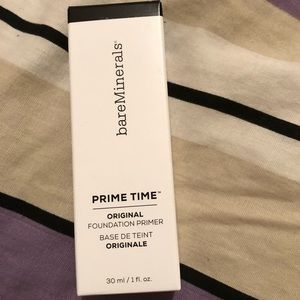 bareMinerals
PRIME TIME™
ORIGINAL
FOUNDATION PRIMER
BASE DE TEINT
ORIGINALE
30 ml / 1 fl. oz.